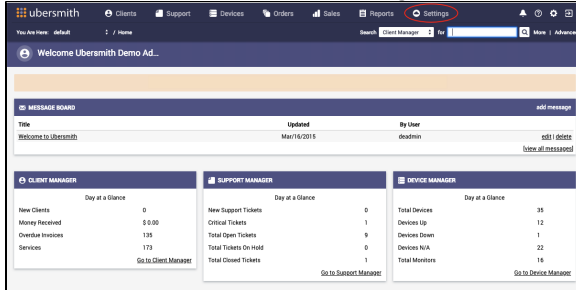 ubersmith Clients Support Devices Orders Sales Reports Settings
You Are Here: default / Home Search Client Manager for More | Advance
Welcome Ubersmith Demo Ad...
MESSAGE BOARD add message
Title Updated By User
Welcome to Ubersmith Mar/16/2015 deadmin edit | delete
[view all messages]
CLIENT MANAGER SUPPORT MANAGER DEVICE MANAGER
Day at a Glance Day at a Glance Day at a Glance
New Clients 0 New Support Tickets 0 Total Devices 35
Money Received $ 0.00 Critical Tickets 1 Devices Up 12
Overdue Invoices 135 Total Open Tickets 9 Devices Down 1
Services 173 Total Tickets On Hold 0 Devices N/A 22
Go to Client Manager Total Closed Tickets 1 Total Monitors 16
Go to Support Manager Go to Device Manager